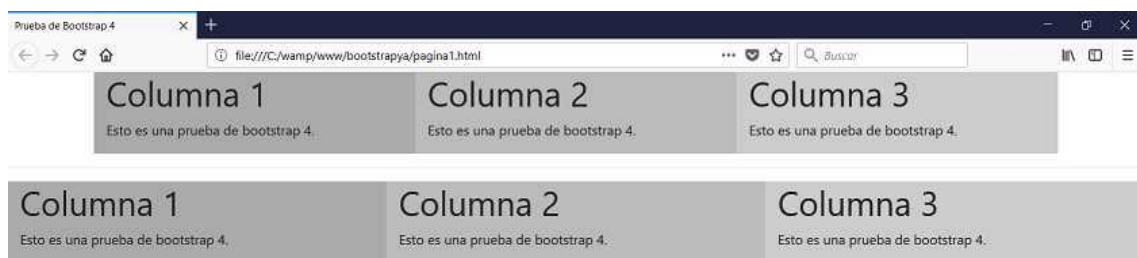 Prueba de Bootstrap 4
file:///C:/wamp/www/bootstrapya/pagina1.html
Buscar
Columna 1 Columna 2 Columna 3
Esto es una prueba de bootstrap 4. Esto es una prueba de bootstrap 4. Esto es una prueba de bootstrap 4.
Columna 1 Columna 2 Columna 3
Esto es una prueba de bootstrap 4. Esto es una prueba de bootstrap 4. Esto es una prueba de bootstrap 4.